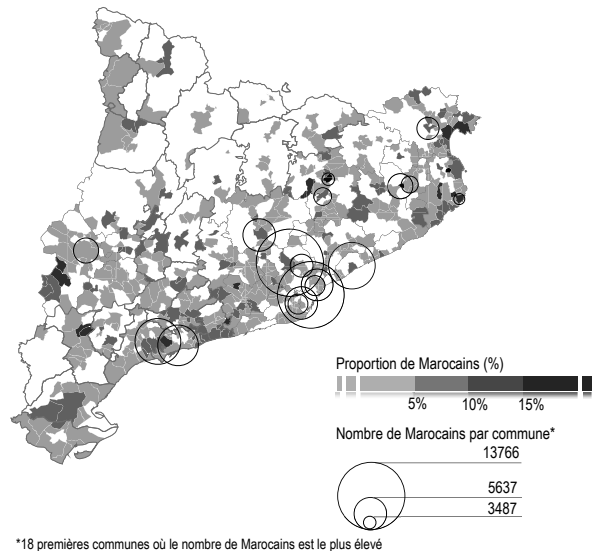 Proportion de Marocains (%)
5% 10% 15%
Nombre de Marocains par commune*
13766
5637
3487
*18 premières communes où le nombre de Marocains est le plus élevé